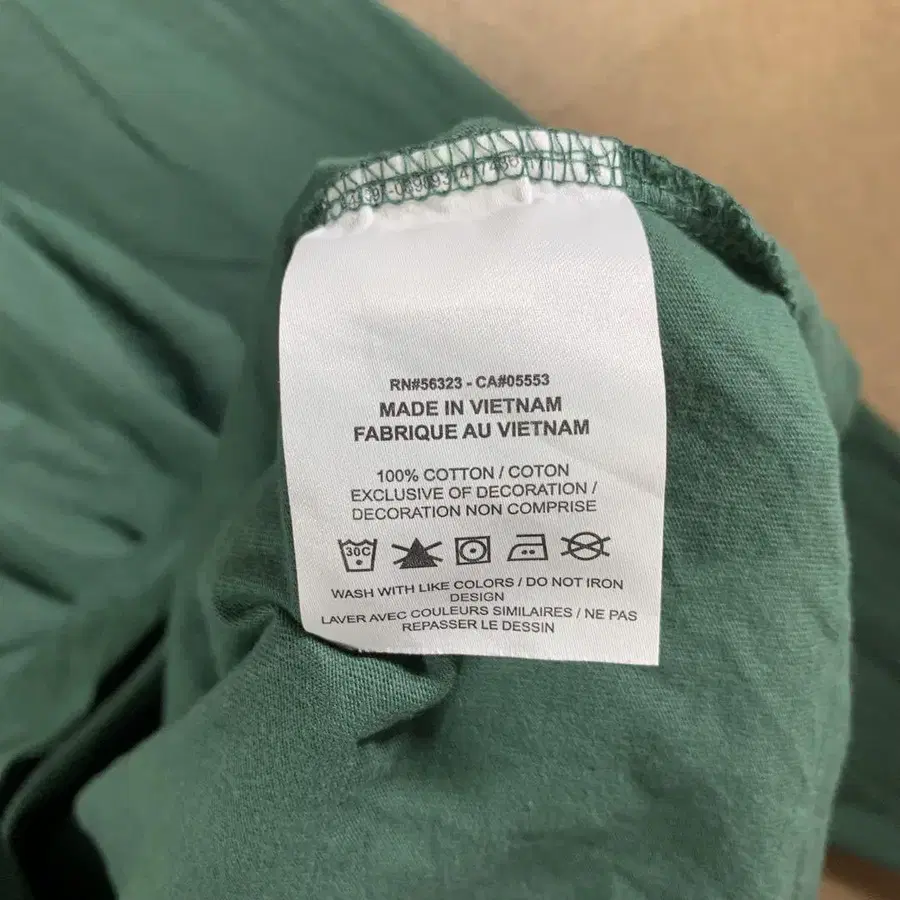 RN#56323 - CA#05553
MADE IN VIETNAM
FABRIQUE AU VIETNAM
100% COTTON / COTON
EXCLUSIVE OF DECORATION /
DECORATION NON COMPRISE
30C
WASH WITH LIKE COLORS / DO NOT IRON
DESIGN
LAVER AVEC COULEURS SIMILAIRES / NE PAS
REPASSER LE DESSIN